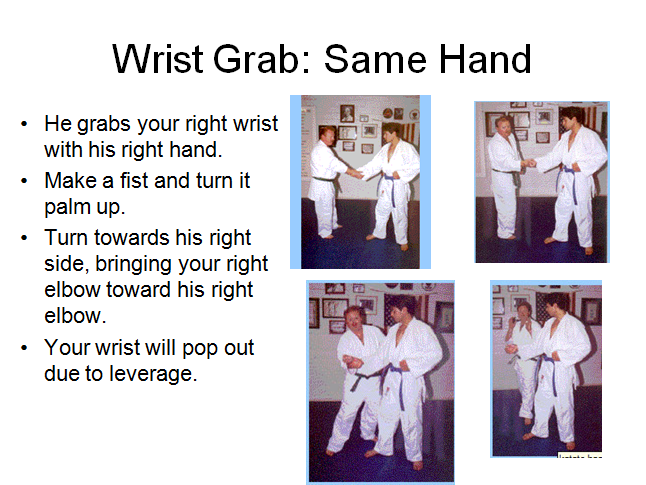 Wrist Grab: Same Hand
• He grabs your right wrist
with his right hand.
• Make a fist and turn it
palm up.
• Turn towards his right
side, bringing your right
elbow toward his right
elbow.
• Your wrist will pop out
due to leverage.